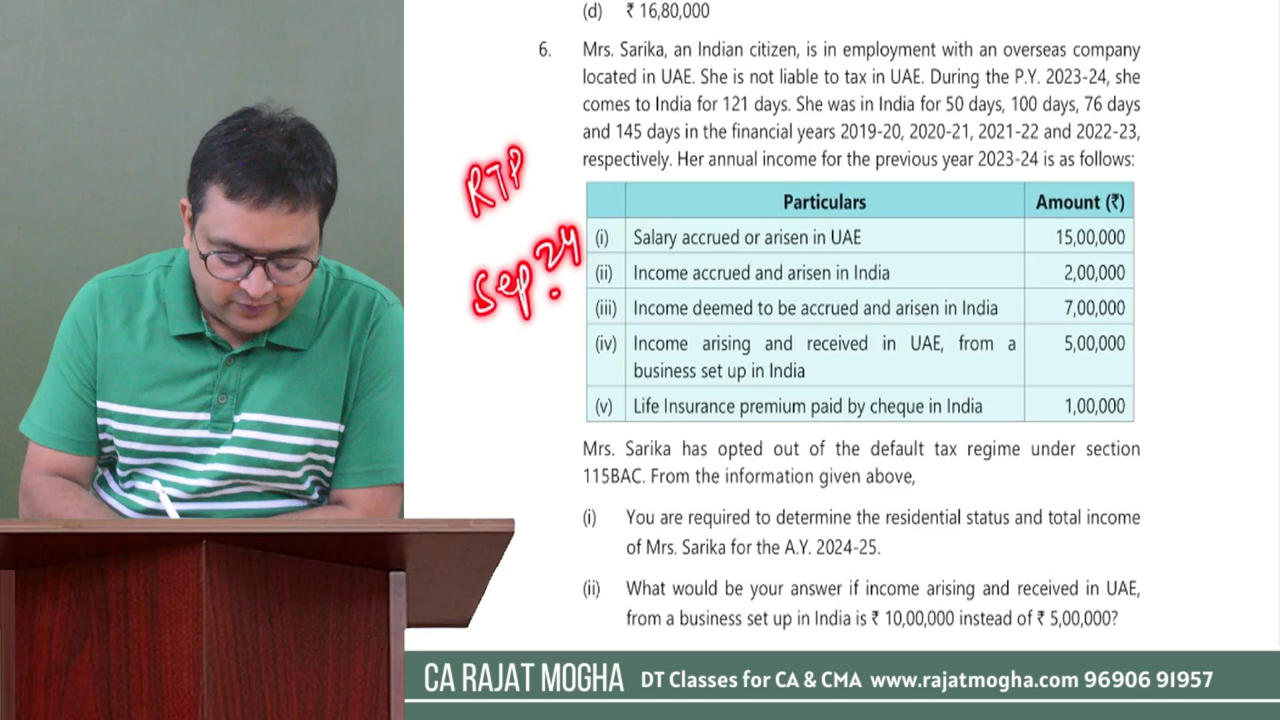 (d) ₹ 16,80,000
6. Mrs. Sarika, an Indian citizen, is in employment with an overseas company
located in UAE. She is not liable to tax in UAE. During the P.Y. 2023-24, she
comes to India for 121 days. She was in India for 50 days, 100 days, 76 days
and 145 days in the financial years 2019-20, 2020-21, 2021-22 and 2022-23,
respectively. Her annual income for the previous year 2023-24 is as follows:
RTP
Sep 24
Particulars Amount (₹)
(i) Salary accrued or arisen in UAE 15,00,000
(ii) Income accrued and arisen in India 2,00,000
(iii) Income deemed to be accrued and arisen in India 7,00,000
(iv) Income arising and received in UAE, from a 5,00,000
business set up in India
(v) Life Insurance premium paid by cheque in India 1,00,000
Mrs. Sarika has opted out of the default tax regime under section
115BAC. From the information given above,
(i) You are required to determine the residential status and total income
of Mrs. Sarika for the A.Y. 2024-25.
(ii) What would be your answer if income arising and received in UAE,
from a business set up in India is ₹ 10,00,000 instead of ₹ 5,00,000?
CA RAJAT MOGHA DT Classes for CA & CMA www.rajatmogha.com 96906 91957